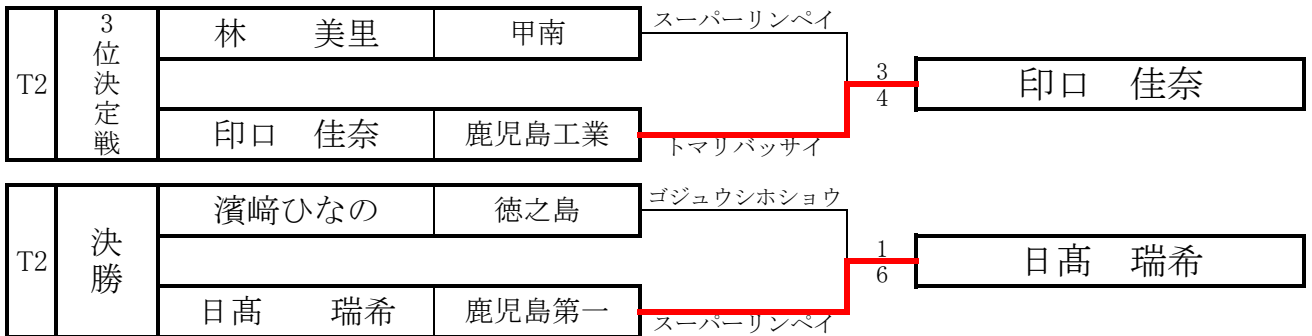 T2
3位決定戦
林　美里
甲南
スーパーリンペイ
3
4
印口　佳奈
印口　佳奈
鹿児島工業
トマリバッサイ
T2
決勝
濱﨑ひなの
徳之島
ゴジュウシホショウ
1
6
日髙　瑞希
日髙　瑞希
鹿児島第一
スーパーリンペイ